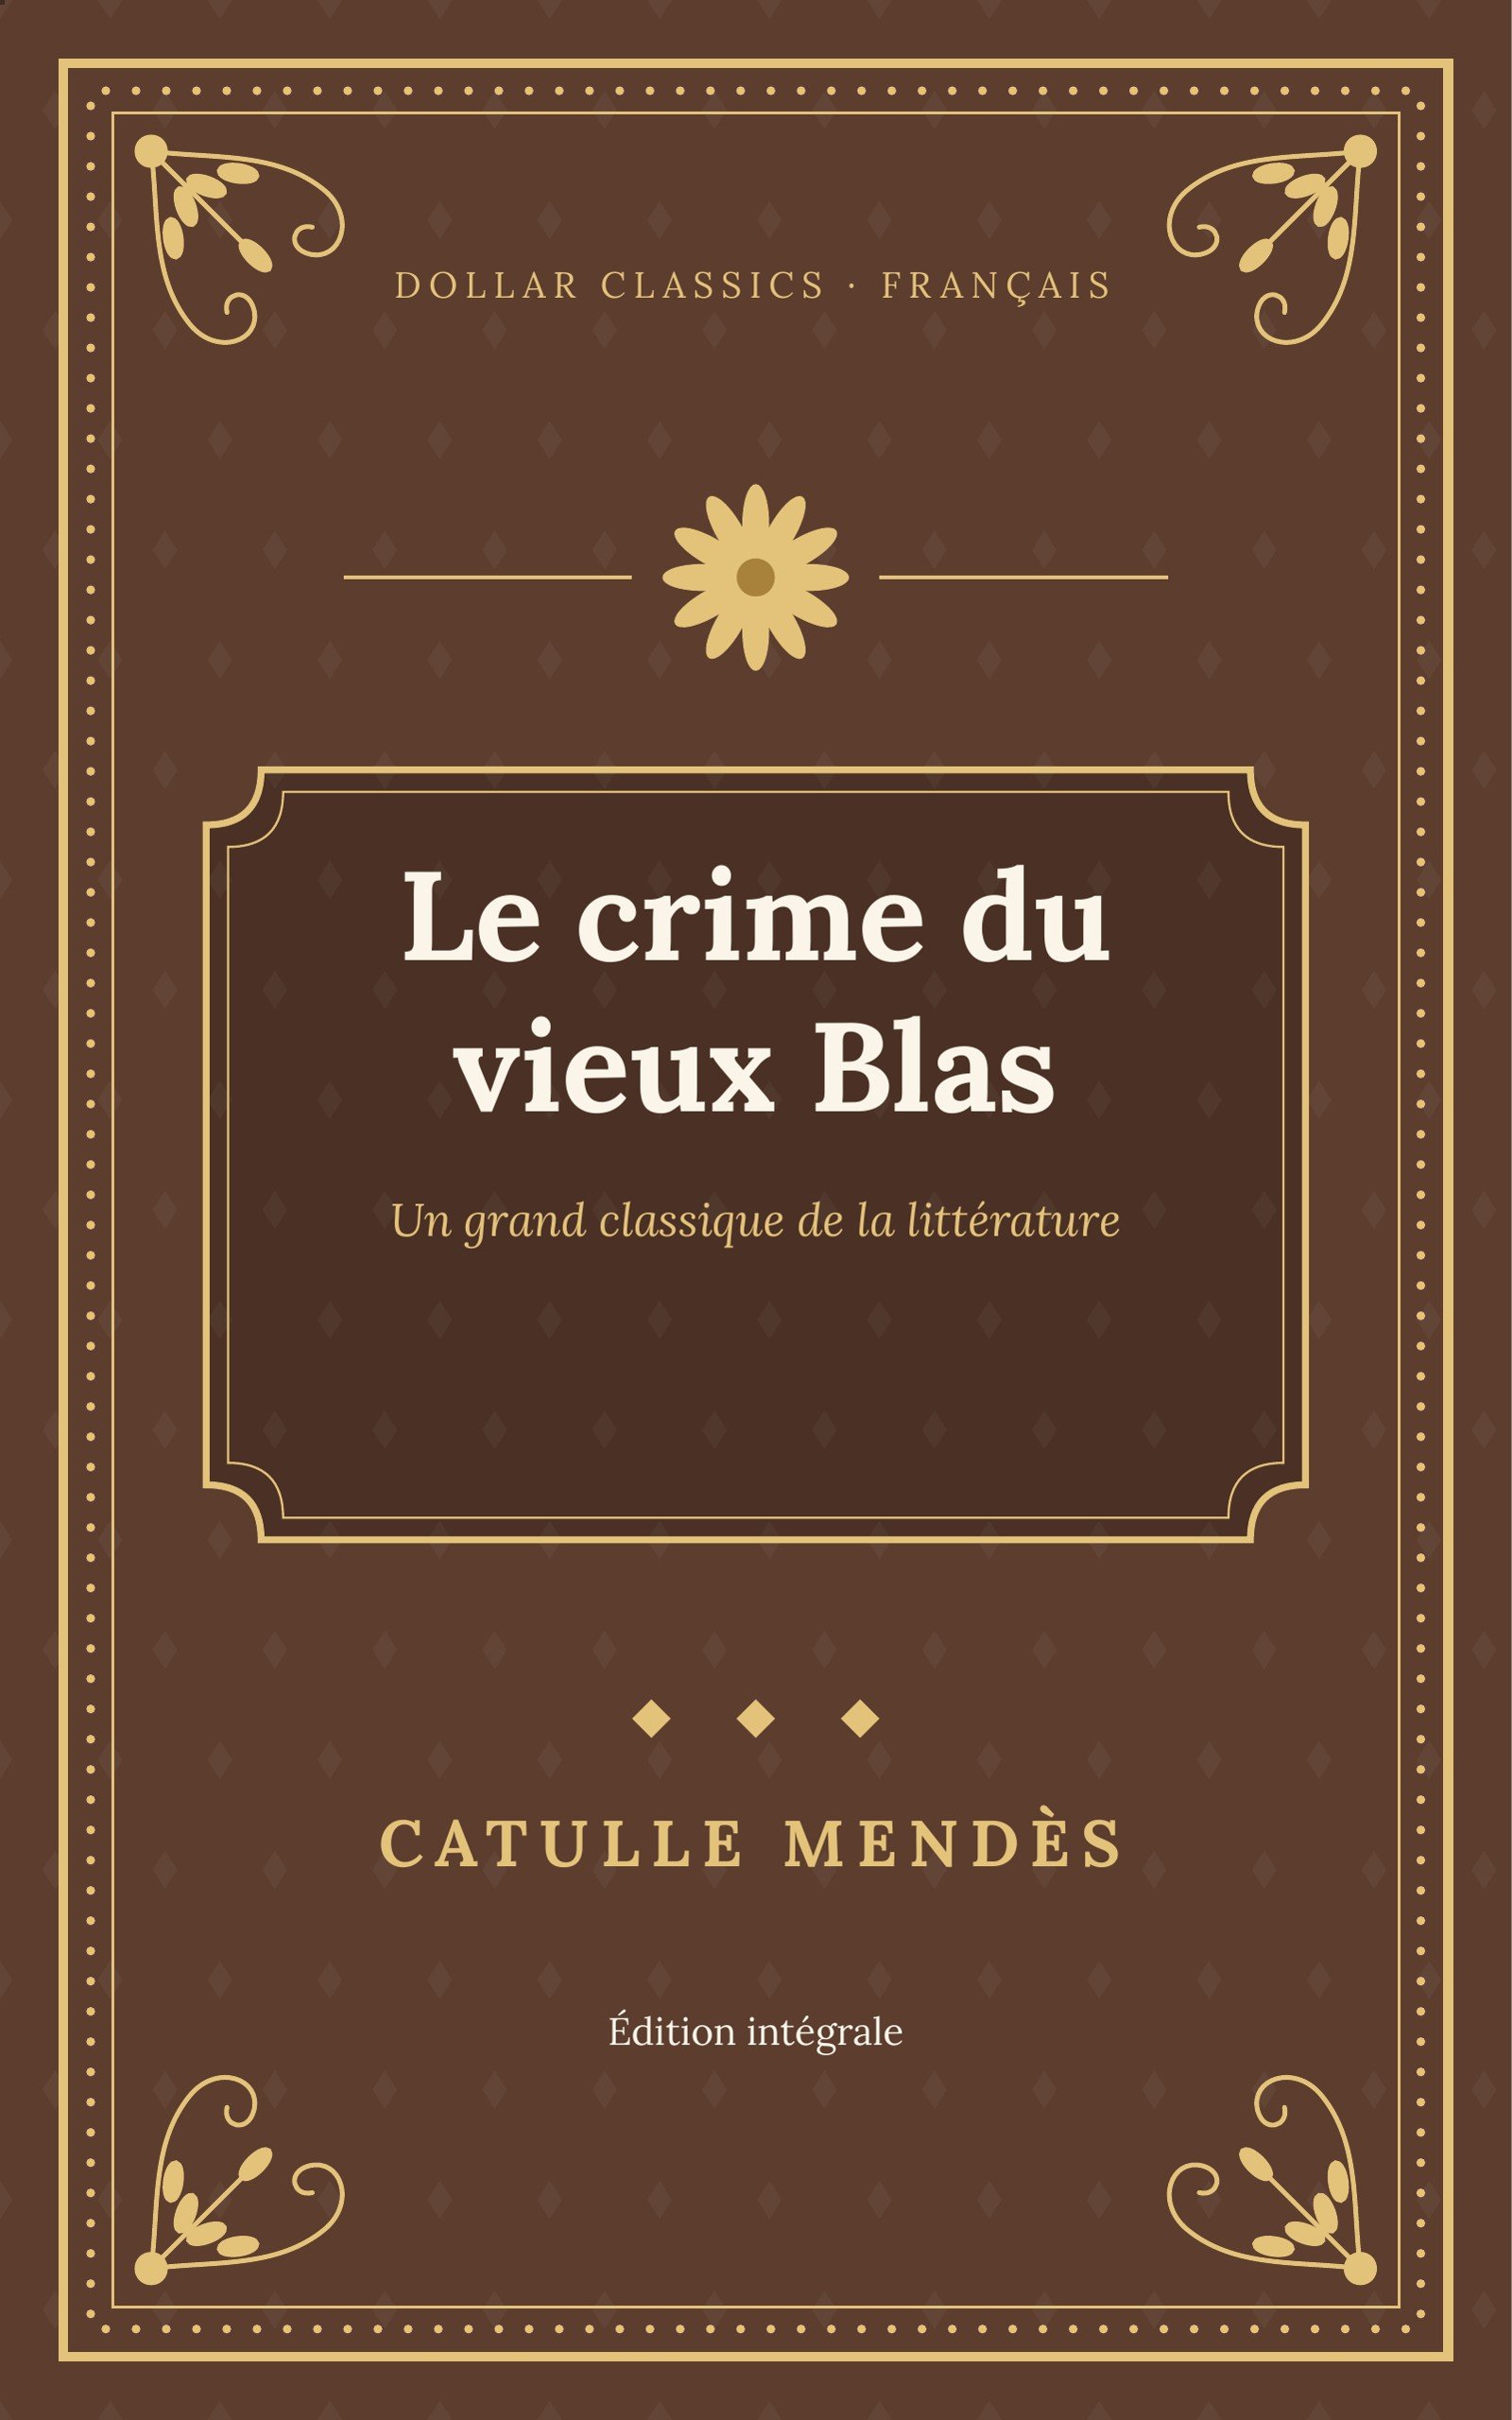 DOLLAR CLASSICS · FRANÇAIS
Le crime du
vieux Blas
Un grand classique de la littérature
CATULLE MENDÈS
Édition intégrale